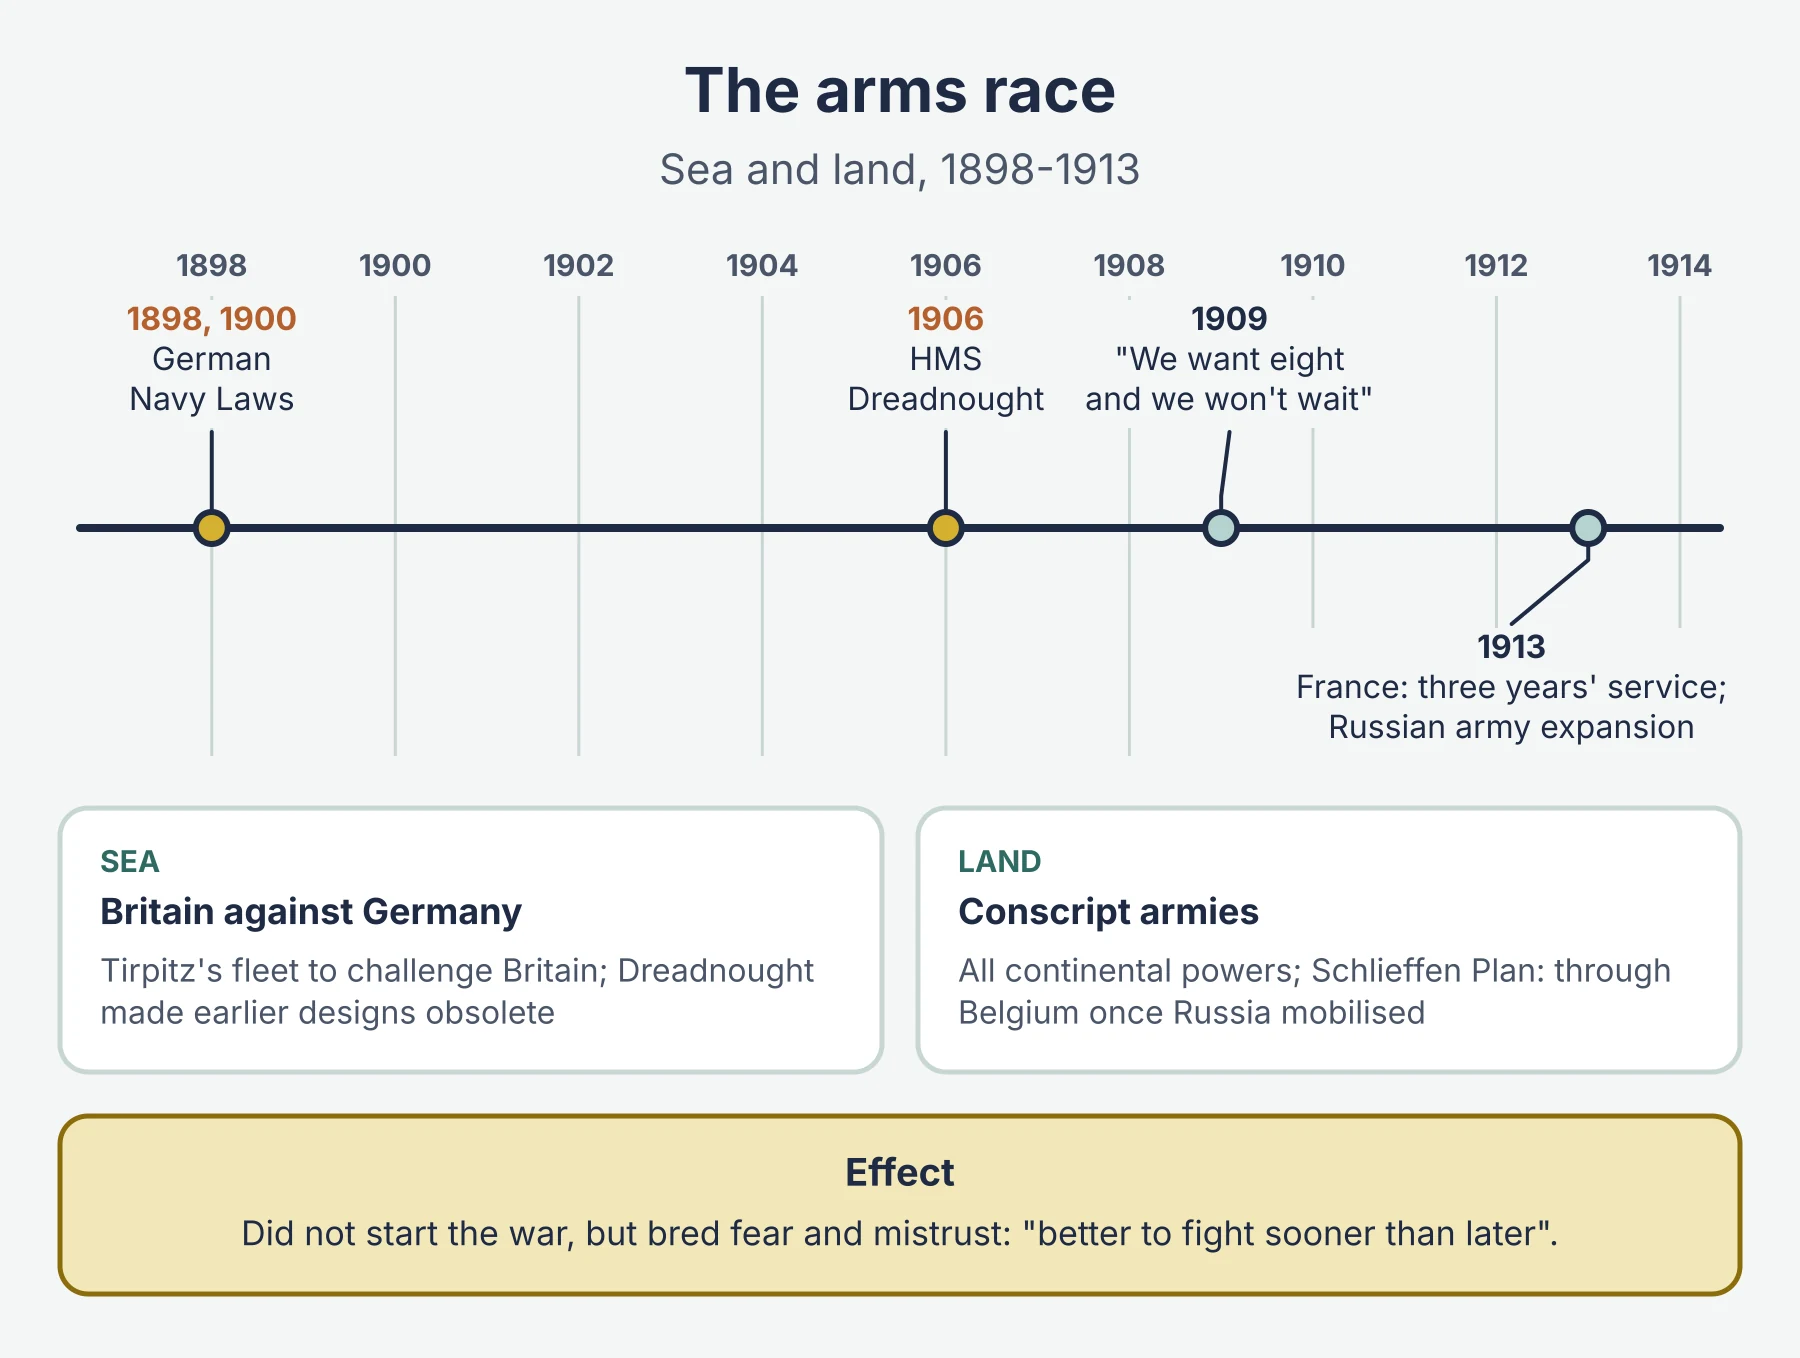 The arms race
Sea and land, 1898-1913
1898 1900 1902 1904 1906 1908 1910 1912 1914
1898, 1900
German
Navy Laws
1906
HMS
Dreadnought
1909
"We want eight
and we won't wait"
1913
France: three years' service;
Russian army expansion
SEA
Britain against Germany
Tirpitz's fleet to challenge Britain; Dreadnought
made earlier designs obsolete
LAND
Conscript armies
All continental powers; Schlieffen Plan: through
Belgium once Russia mobilised
Effect
Did not start the war, but bred fear and mistrust: "better to fight sooner than later".